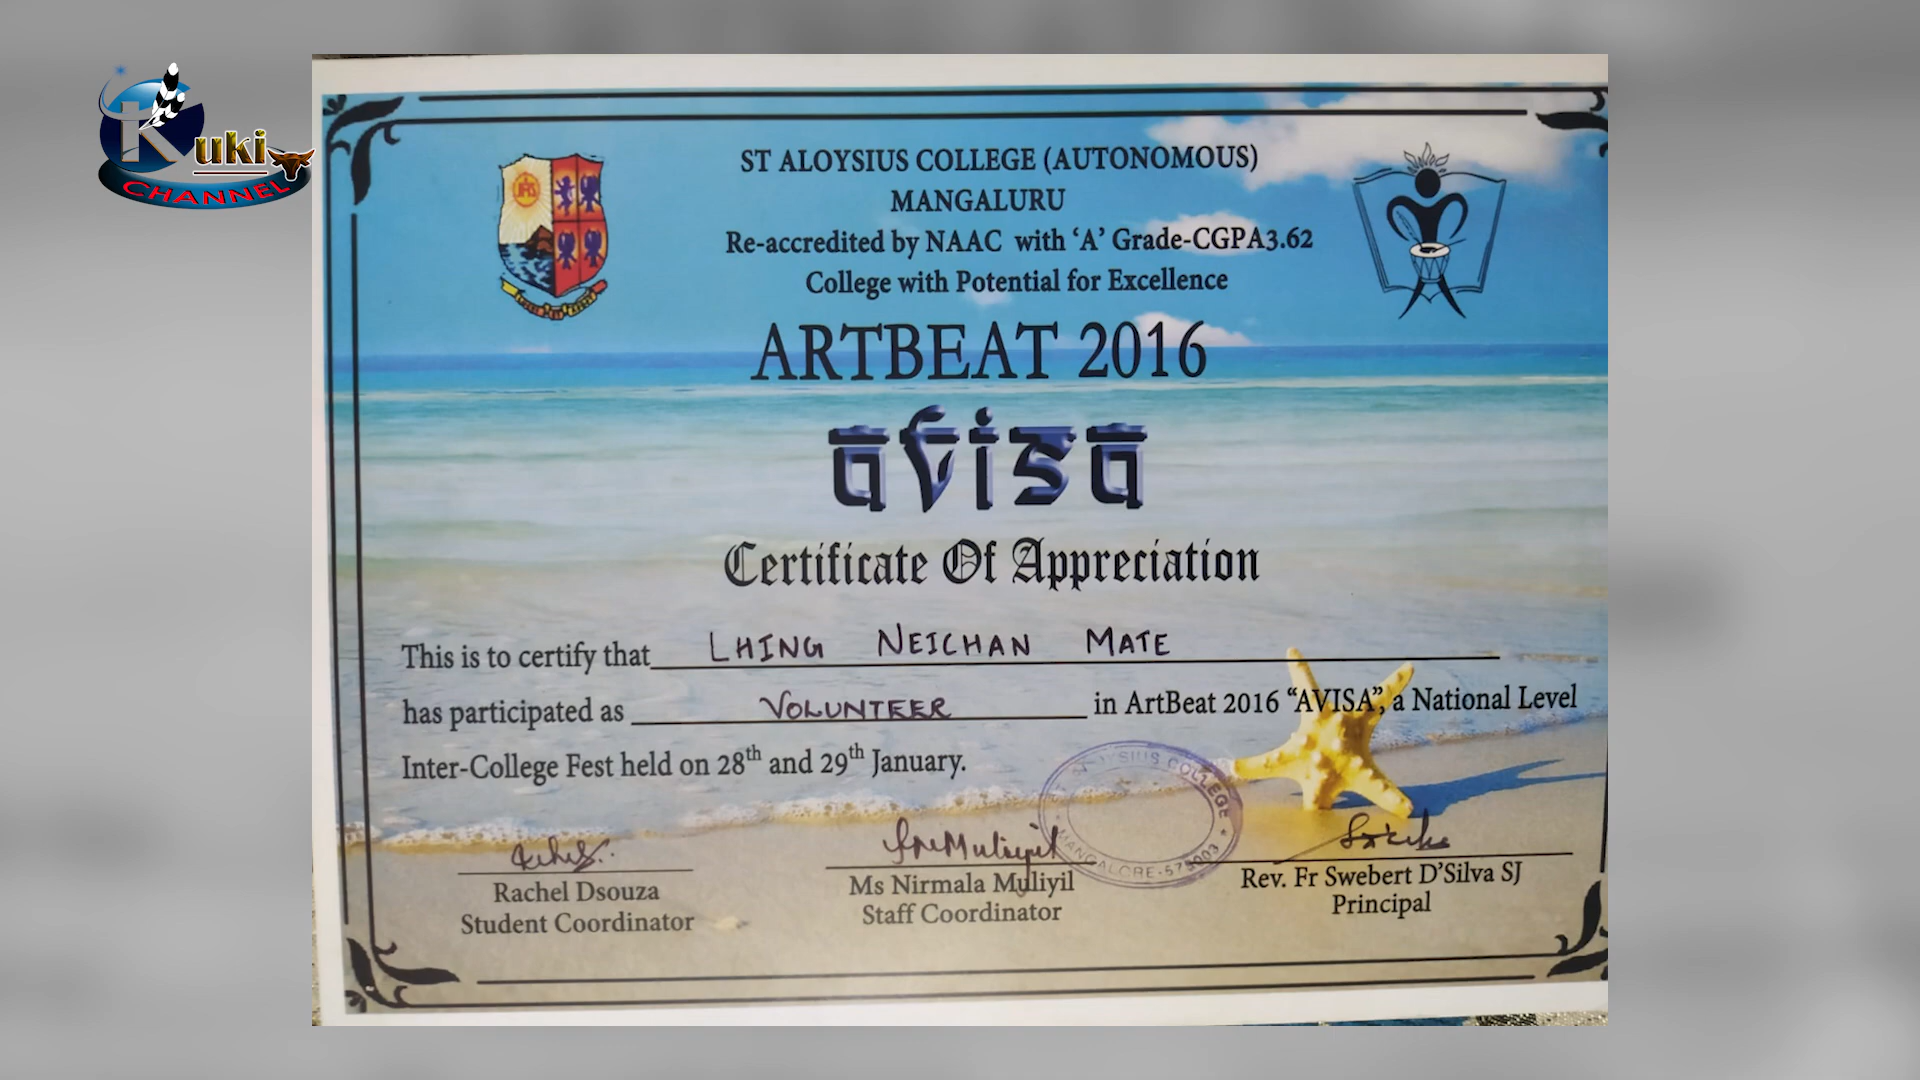 Kuki
CHANNEL
ST ALOYSIUS COLLEGE (AUTONOMOUS)
MANGALURU
Re-accredited by NAAC with ‘A’ Grade-CGPA3.62
College with Potential for Excellence
ARTBEAT 2016
avisa
Certificate Of Appreciation
This is to certify that LHING NEICHAN MATE
has participated as VOLUNTEER in ArtBeat 2016 “AVISA”, a National Level
Inter-College Fest held on 28th and 29th January.
ST ALOYSIUS COLLEGE * MANGALORE-575003 *
Rachel Dsouza
Student Coordinator
Ms Nirmala Muliyil
Staff Coordinator
Rev. Fr Swebert D’Silva SJ
Principal